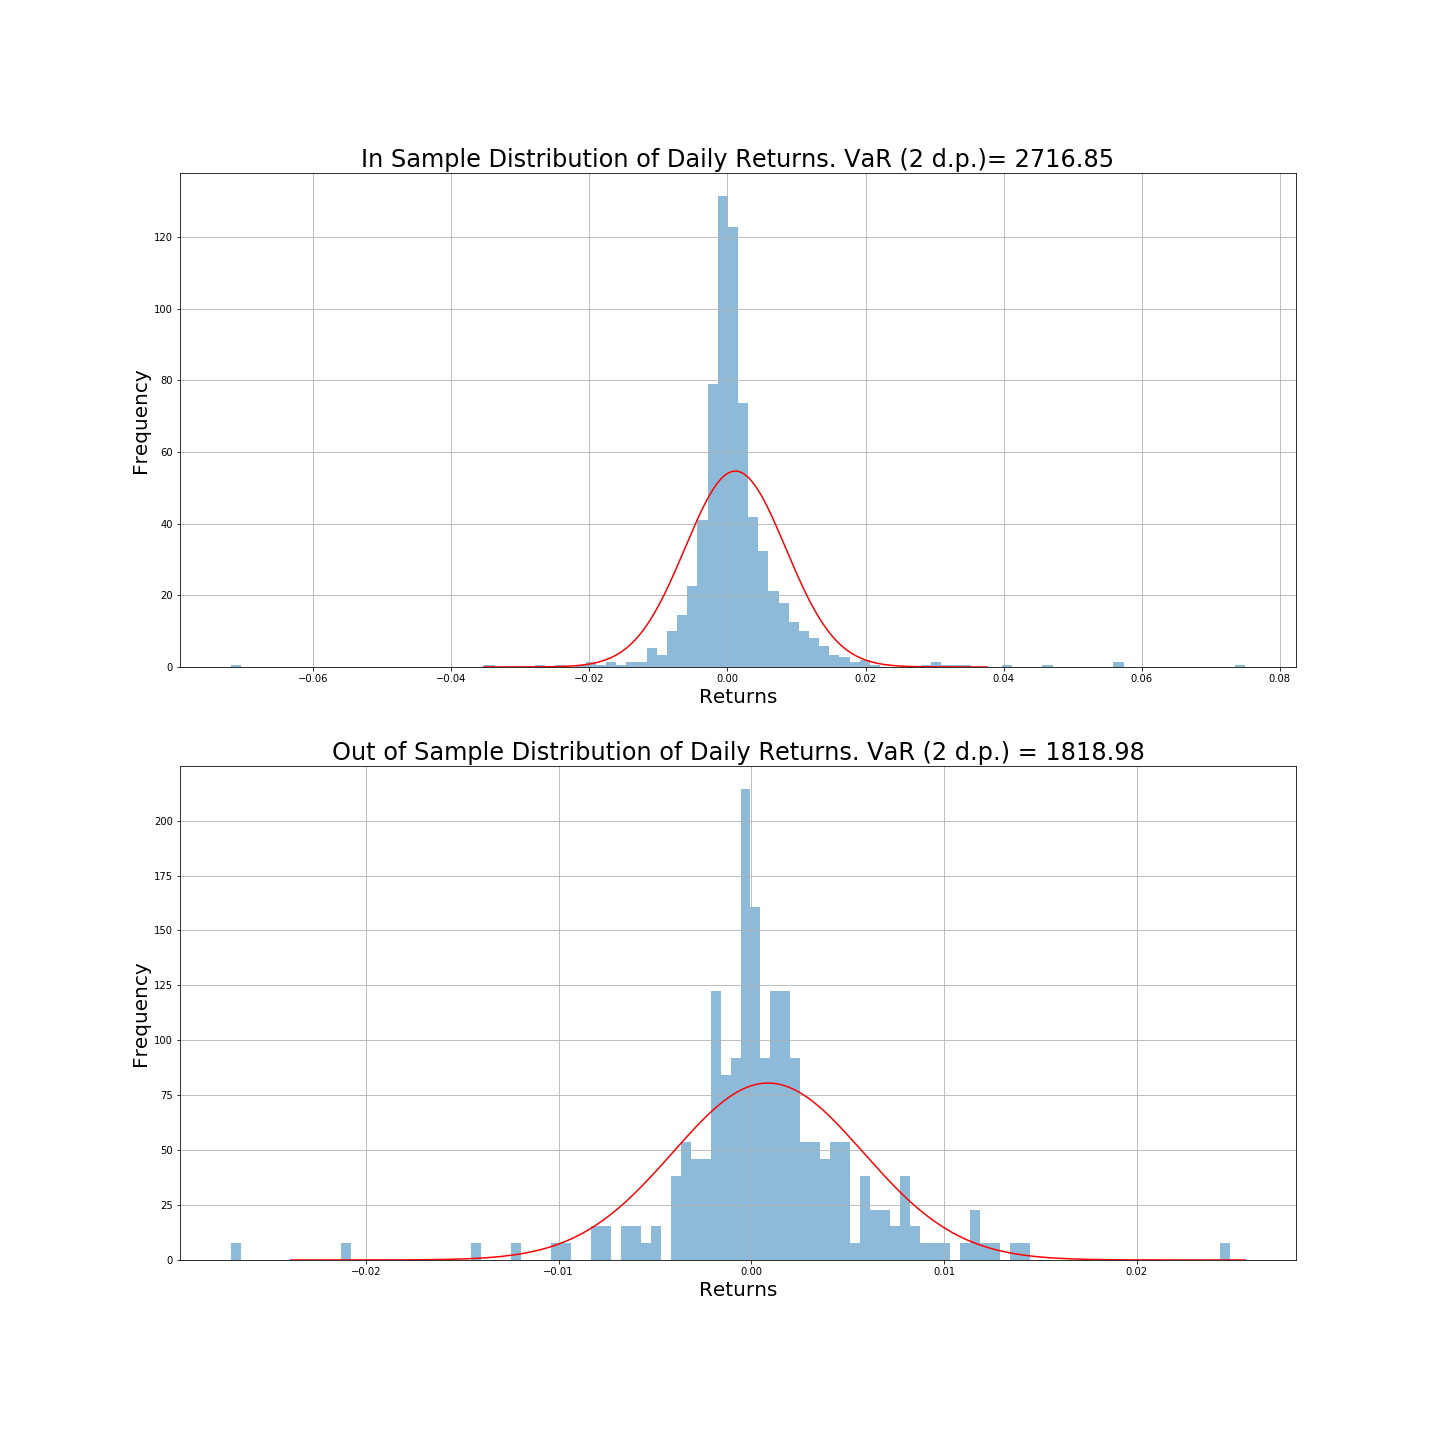 In Sample Distribution of Daily Returns. VaR (2 d.p.)= 2716.85
Frequency
120
100
80
60
40
20
0
−0.06 −0.04 −0.02 0.00 0.02 0.04 0.06 0.08
Returns
Out of Sample Distribution of Daily Returns. VaR (2 d.p.) = 1818.98
Frequency
200
175
150
125
100
75
50
25
0
−0.02 −0.01 0.00 0.01 0.02
Returns